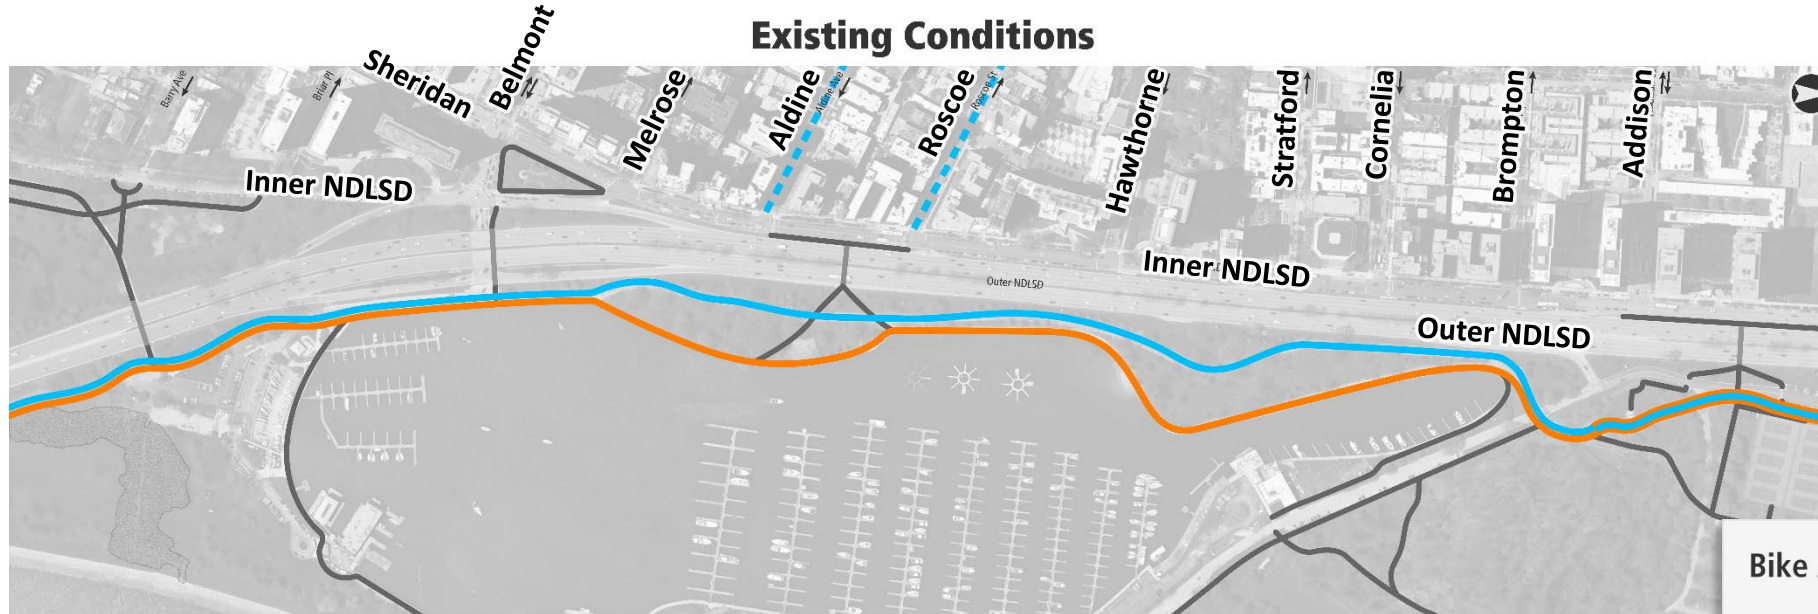 Existing Conditions
Sheridan
Belmont
Melrose
Aldine
Roscoe
Hawthorne
Stratford
Cornelia
Brompton
Addison
Barry Ave
Briar Pl
Aldine Ave
Roscoe St
Inner NDLSD
Inner NDLSD
Outer NDLSD
Outer NDLSD
Bike